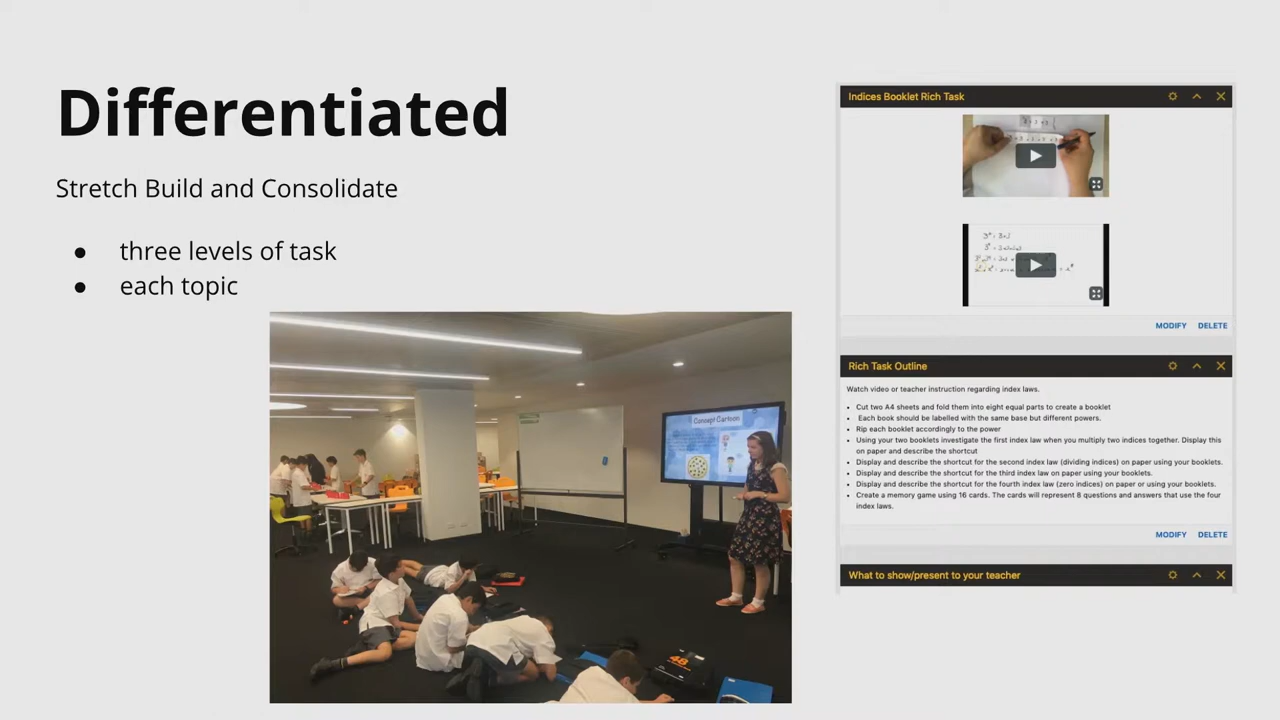 Differentiated
Stretch Build and Consolidate
● three levels of task
● each topic
Concept Cartoon
48
Indices Booklet Rich Task
MODIFY DELETE
Rich Task Outline
Watch video or teacher instruction regarding index laws.
• Cut two A4 sheets and fold them into eight equal parts to create a booklet
• Each book should be labelled with the same base but different powers.
• Rip each booklet accordingly to the power
• Using your two booklets investigate the first index law when you multiply two indices together. Display this
on paper and describe the shortcut
• Display and describe the shortcut for the second index law (dividing indices) on paper using your booklets.
• Display and describe the shortcut for the third index law on paper using your booklets.
• Display and describe the shortcut for the fourth index law (zero indices) on paper or using your booklets.
• Create a memory game using 16 cards. The cards will represent 8 questions and answers that use the four
index laws.
MODIFY DELETE
What to show/present to your teacher